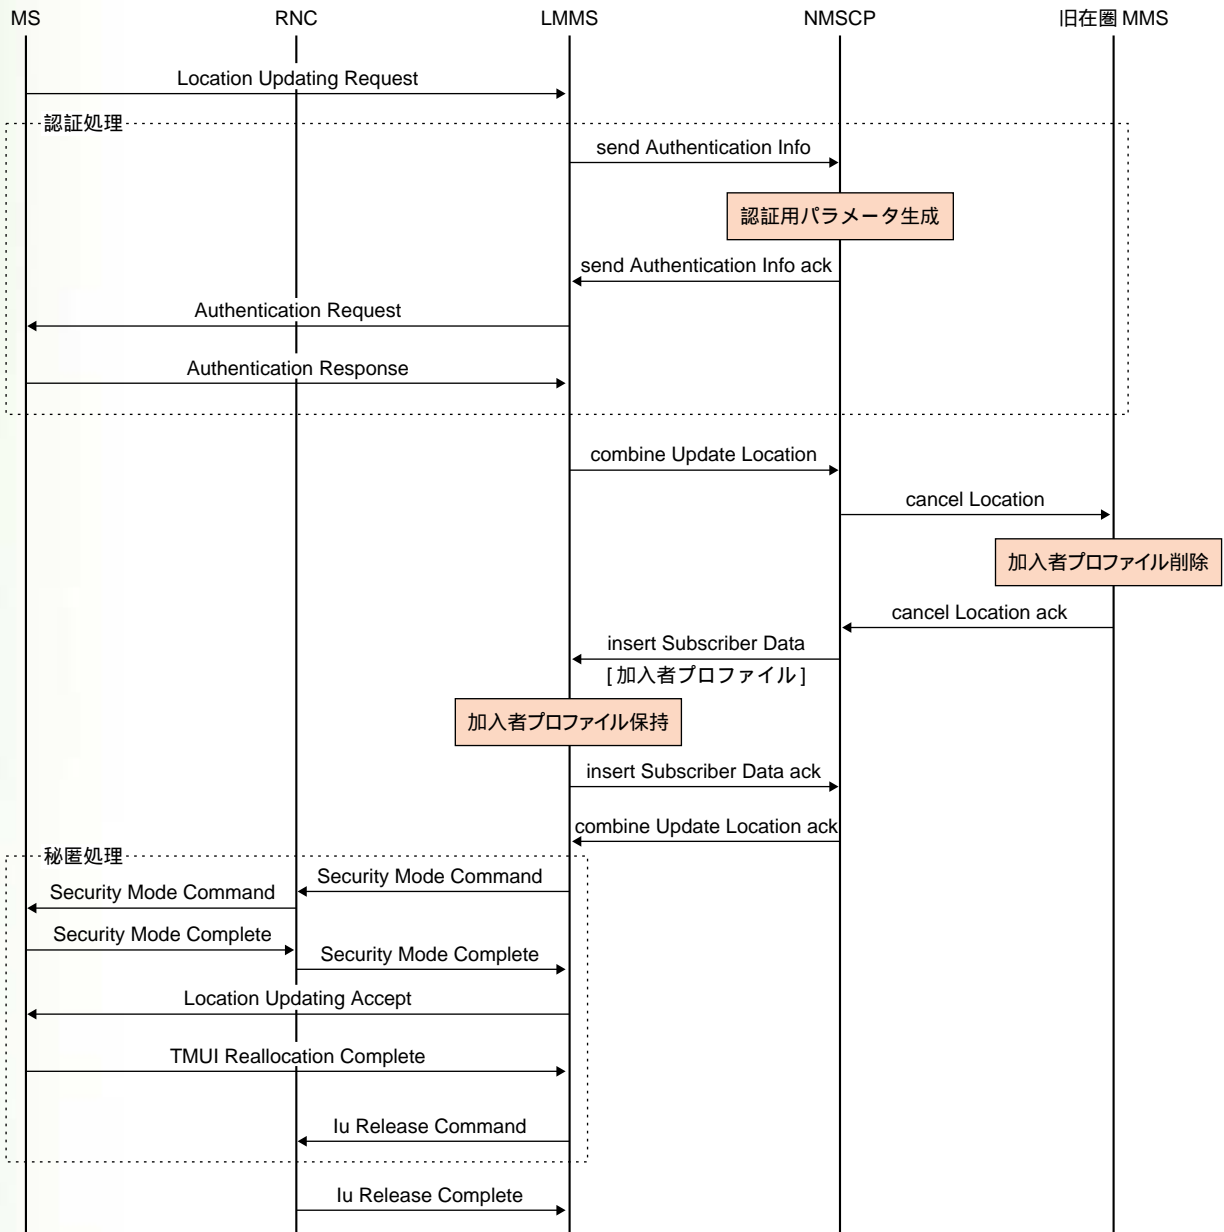 MS RNC LMMS NMSCP 旧在圏 MMS
Location Updating Request
認証処理
send Authentication Info
認証用パラメータ生成
send Authentication Info ack
Authentication Request
Authentication Response
combine Update Location
cancel Location
加入者プロファイル削除
cancel Location ack
insert Subscriber Data
[加入者プロファイル]
加入者プロファイル保持
insert Subscriber Data ack
combine Update Location ack
秘匿処理
Security Mode Command
Security Mode Command
Security Mode Complete
Security Mode Complete
Location Updating Accept
TMUI Reallocation Complete
Iu Release Command
Iu Release Complete